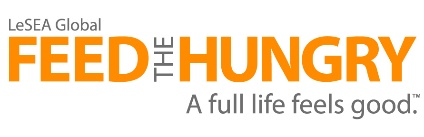 LeSEA Global
FEED THE HUNGRY
A full life feels good.™